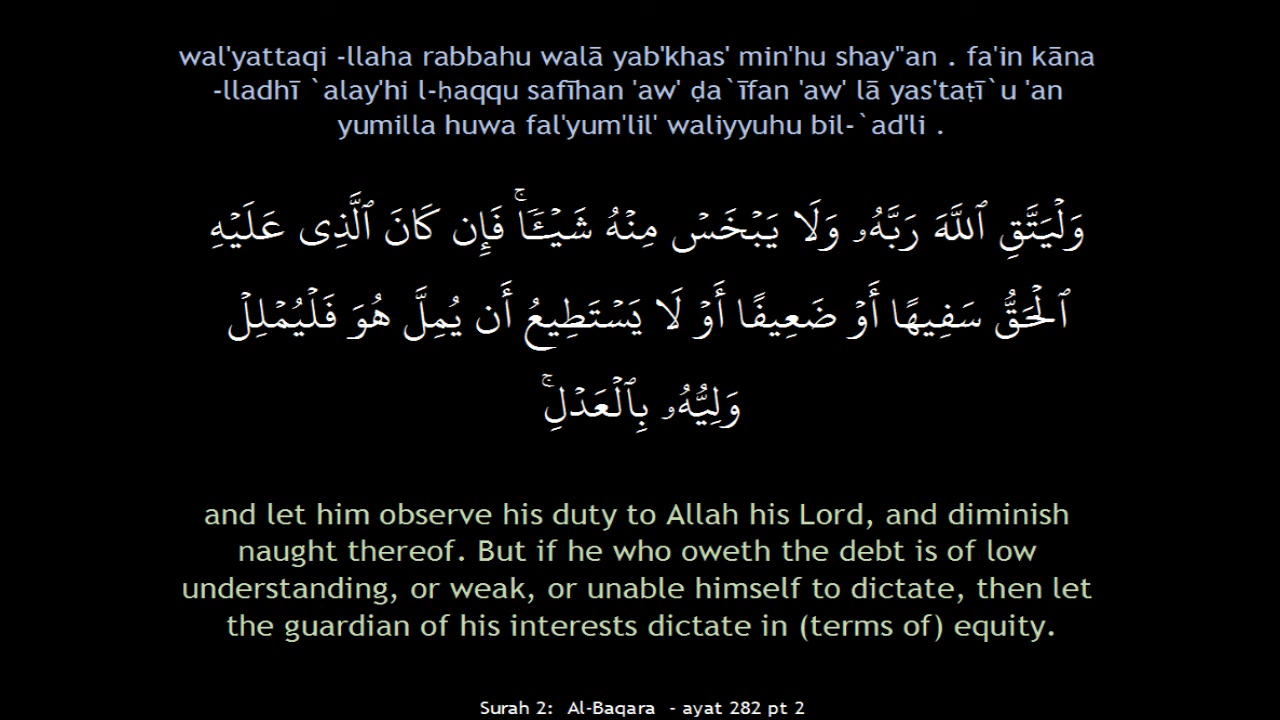 wal'yattaqi -llaha rabbahu walā yab'khas' min'hu shay"an . fa'in kāna
-lladhī `alay'hi l-ḥaqqu safīhan 'aw' ḍa`īfan 'aw' lā yas'taṭī`u 'an
yumilla huwa fal'yum'lil' waliyyuhu bil-`ad'li .
وَلْيَتَّقِ ٱللَّهَ رَبَّهُۥ وَلَا يَبْخَسْ مِنْهُ شَيْـًٔا ۚ فَإِن كَانَ ٱلَّذِى عَلَيْهِ
ٱلْحَقُّ سَفِيهًا أَوْ ضَعِيفًا أَوْ لَا يَسْتَطِيعُ أَن يُمِلَّ هُوَ فَلْيُمْلِلْ
وَلِيُّهُۥ بِٱلْعَدْلِ ۚ
and let him observe his duty to Allah his Lord, and diminish
naught thereof. But if he who oweth the debt is of low
understanding, or weak, or unable himself to dictate, then let
the guardian of his interests dictate in (terms of) equity.
Surah 2:  Al-Baqara  - ayat 282 pt 2